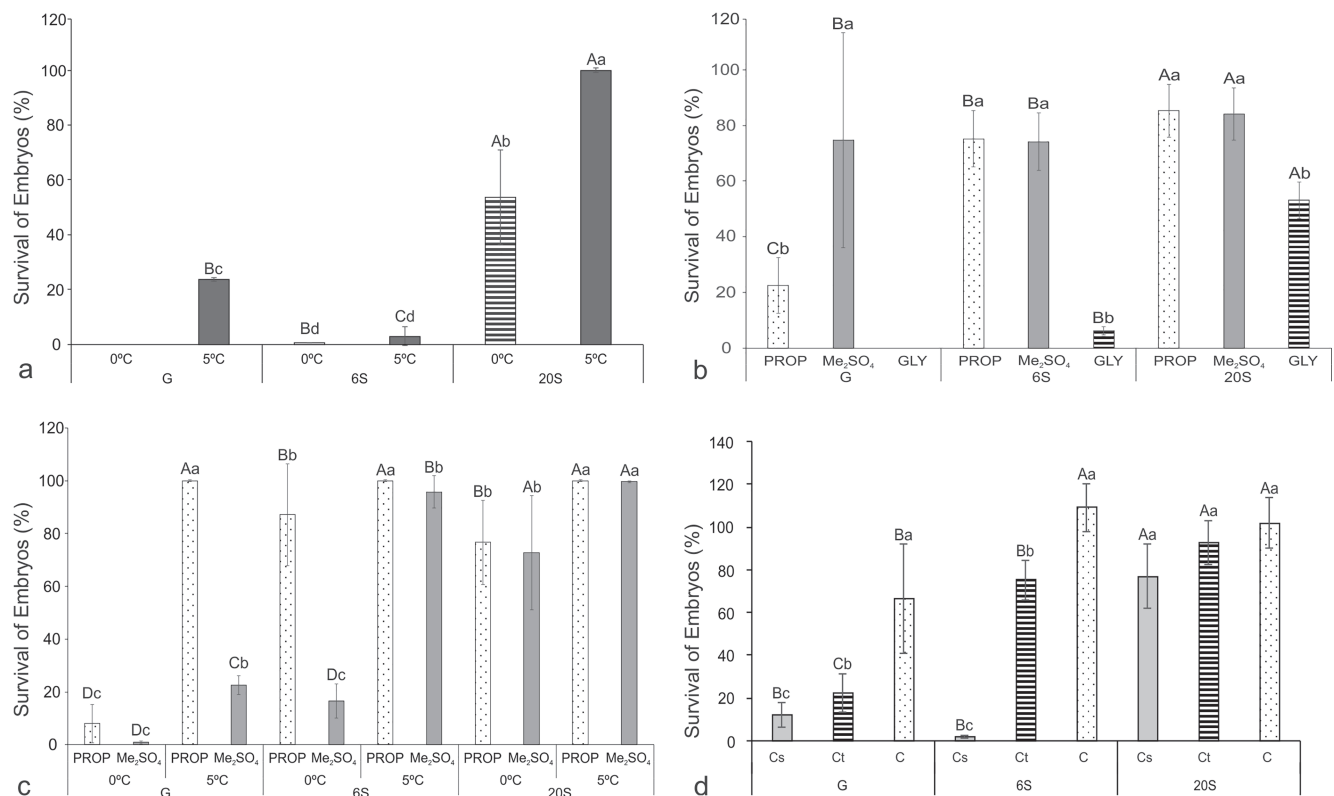 120
100
80
60
40
20
0
Survival of Embryos (%)
Bc
Bd
Cd
Ab
Aa
0ºC 5ºC 0ºC 5ºC 0ºC 5ºC
G 6S 20S
a
120
100
80
60
40
20
0
Survival of Embryos (%)
Cb
Ba
Ba
Ba
Bb
Aa
Aa
Ab
PROP Me₂SO₄ GLY PROP Me₂SO₄ GLY PROP Me₂SO₄ GLY
G 6S 20S
b
120
100
80
60
40
20
0
Survival of Embryos (%)
Dc
Dc
Aa
Cb
Bb
Dc
Aa
Bb
Bb
Ab
Aa
Aa
PROP Me₂SO₄ PROP Me₂SO₄ PROP Me₂SO₄ PROP Me₂SO₄ PROP Me₂SO₄ PROP Me₂SO₄
0ºC 5ºC 0ºC 5ºC 0ºC 5ºC
G 6S 20S
c
140
120
100
80
60
40
20
0
Survival of Embryos (%)
Bc
Cb
Ba
Bc
Bb
Aa
Aa
Aa
Aa
Cs Ct C Cs Ct C Cs Ct C
G 6S 20S
d